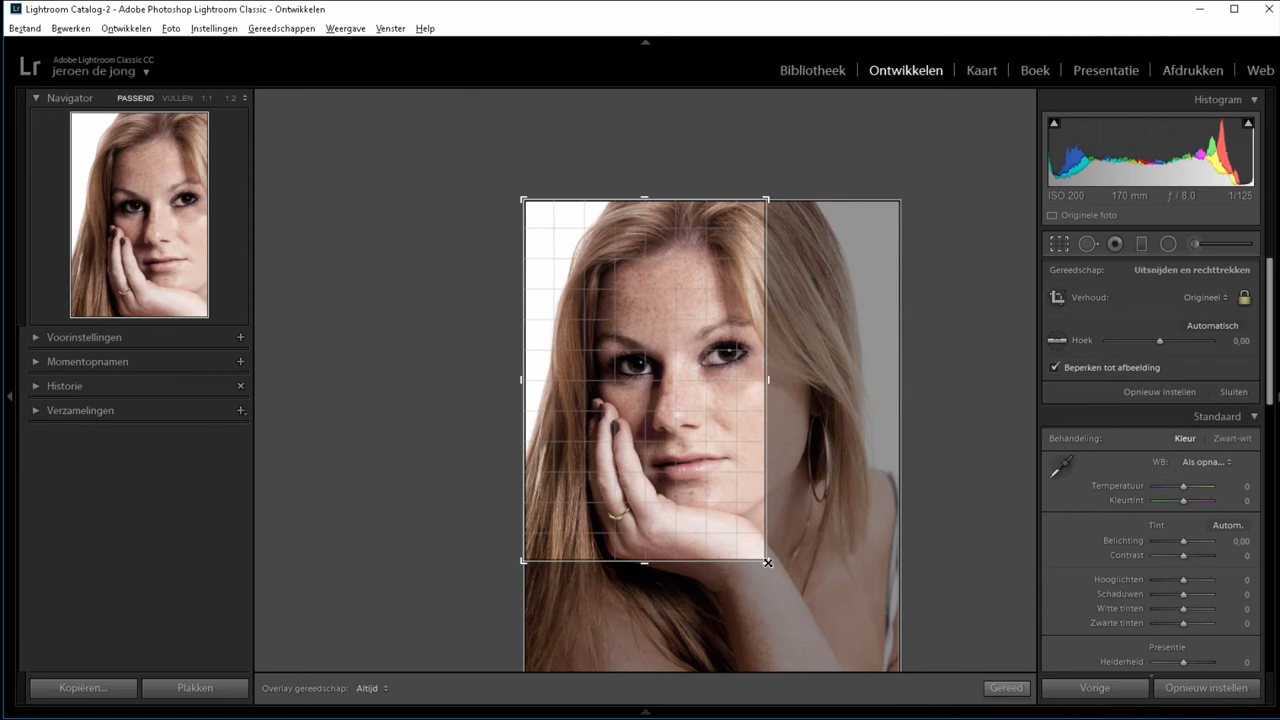 Lightroom Catalog-2 - Adobe Photoshop Lightroom Classic - Ontwikkelen
Bestand Bewerken Ontwikkelen Foto Instellingen Gereedschappen Weergave Venster Help
Lr Adobe Lightroom Classic CC
jeroen de jong
Bibliotheek Ontwikkelen Kaart Boek Presentatie Afdrukken Web
Navigator PASSEND VULLEN 1:1 1:2
Histogram
ISO 200 170 mm ƒ / 8,0 1/125
Originele foto
Gereedschap: Uitsnijden en rechttrekken
Verhoud: Origineel
Automatisch
Hoek 0,00
Beperken tot afbeelding
Opnieuw instellen Sluiten
Voorinstellingen
Momentopnamen
Historie
Verzamelingen
Standaard
Behandeling: Kleur Zwart-wit
WB: Als opna...
Temperatuur 0
Kleurtint 0
Tint Autom.
Belichting 0,00
Contrast 0
Hooglichten 0
Schaduwen 0
Witte tinten 0
Zwarte tinten 0
Presentie
Helderheid 0
Kopiëren... Plakken
Overlay gereedschap: Altijd
Gereed
Vorige Opnieuw instellen